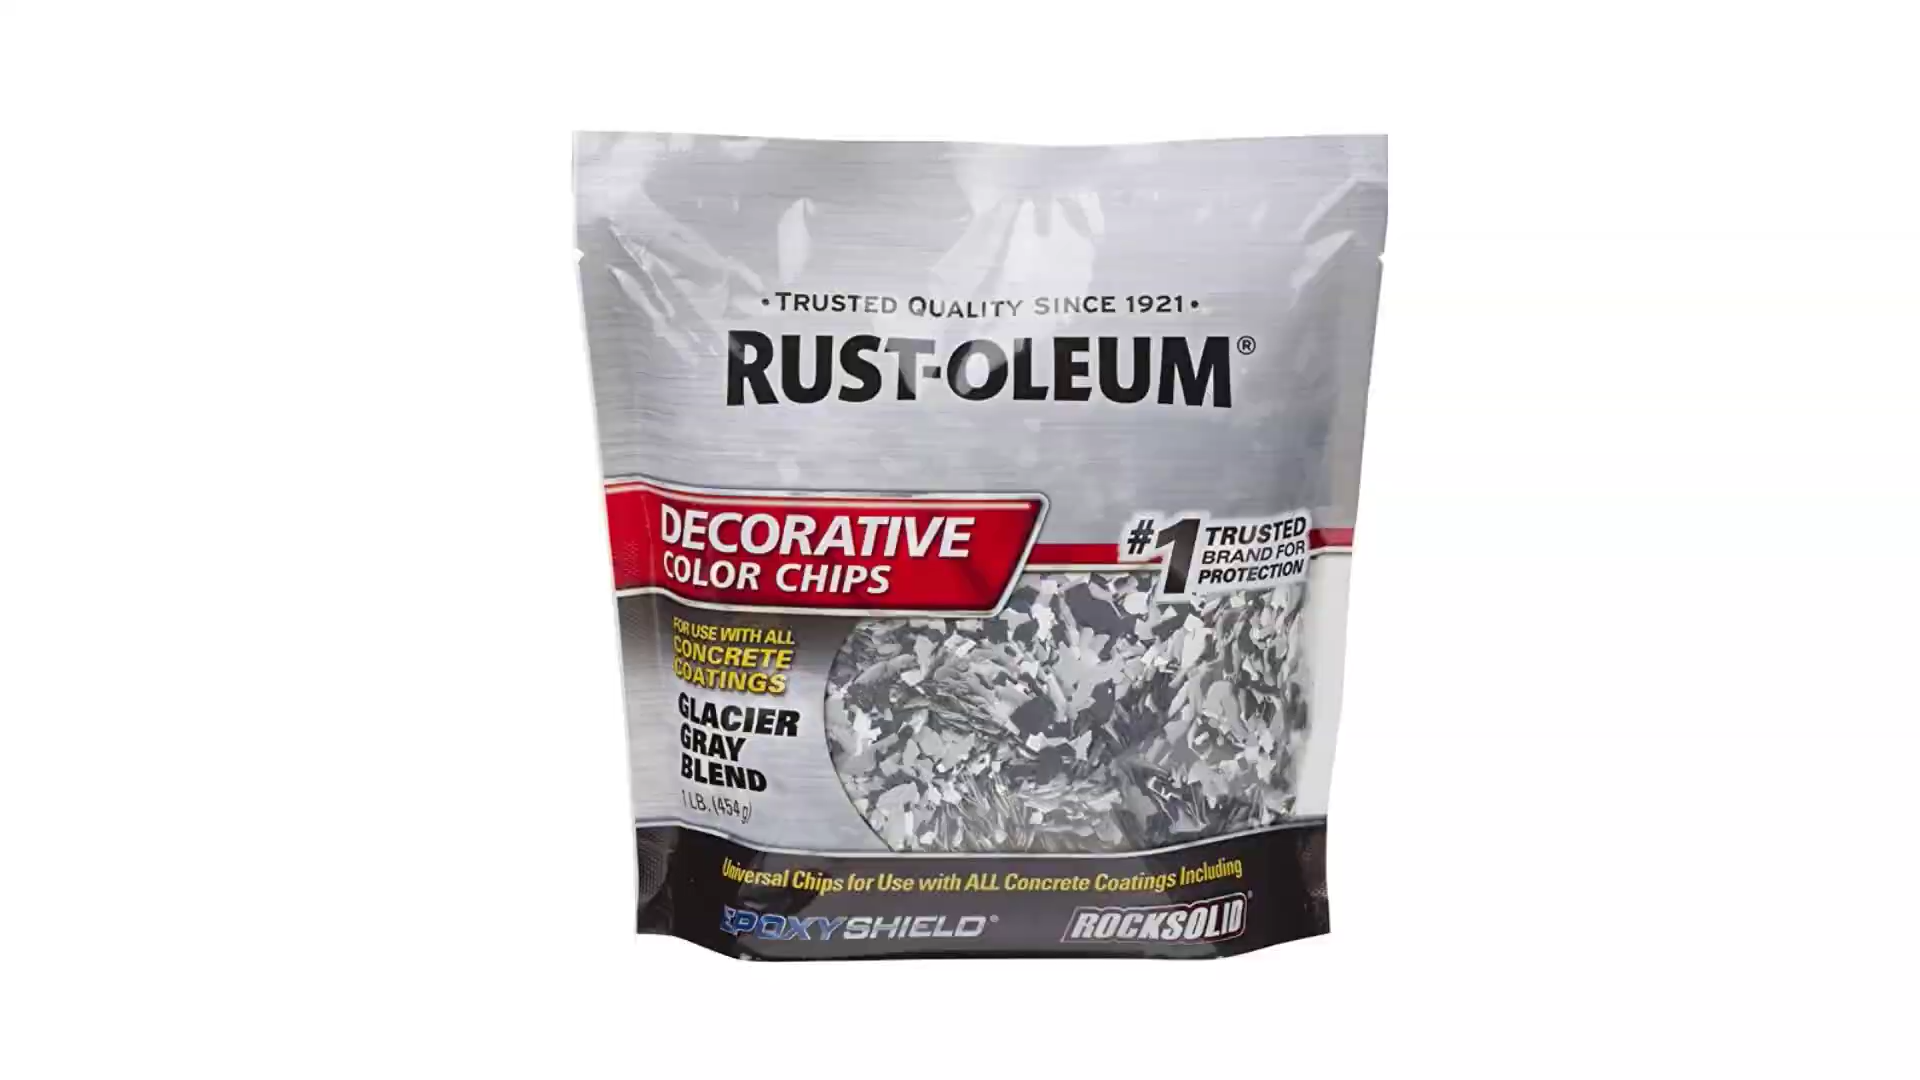 • TRUSTED QUALITY SINCE 1921 •
RUST-OLEUM®
DECORATIVE
COLOR CHIPS
#1 TRUSTED
BRAND FOR
PROTECTION
FOR USE WITH ALL
CONCRETE
COATINGS
GLACIER
GRAY
BLEND
1 LB. (454 g)
Universal Chips for Use with ALL Concrete Coatings Including
EPOXYSHIELD® ROCKSOLID®